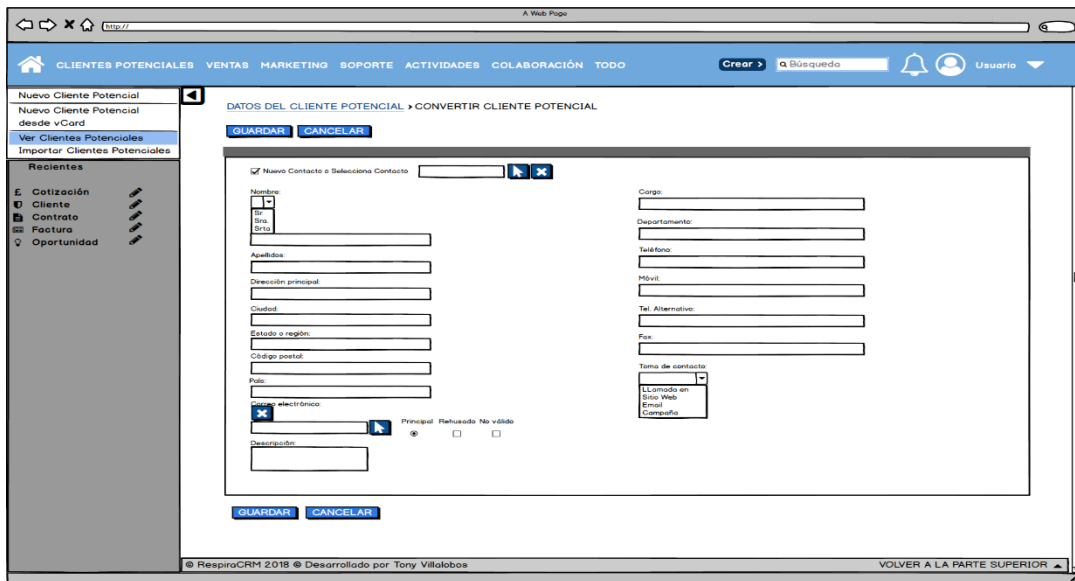 A Web Page
http://
CLIENTES POTENCIALES VENTAS MARKETING SOPORTE ACTIVIDADES COLABORACIÓN TODO Crear > Búsqueda Usuario
Nuevo Cliente Potencial
Nuevo Cliente Potencial
desde vCard
Ver Clientes Potenciales
Importar Clientes Potenciales
Recientes
£ Cotización
Cliente
Contrato
Factura
Oportunidad
DATOS DEL CLIENTE POTENCIAL > CONVERTIR CLIENTE POTENCIAL
GUARDAR CANCELAR
Nuevo Contacto o Selecciona Contacto
Nombre:
Sr
Sra.
Srta
Apellidos:
Dirección principal:
Ciudad:
Estado o región:
Código postal:
País:
Correo electrónico:
Principal Rehusado No válido
Descripción:
Cargo:
Departamento:
Teléfono:
Móvil:
Tel. Alternativo:
Fax:
Toma de contacto:
LLamada en
Sitio Web
Email
Campaña
GUARDAR CANCELAR
© RespiraCRM 2018 © Desarrollado por Tony Villalobos VOLVER A LA PARTE SUPERIOR